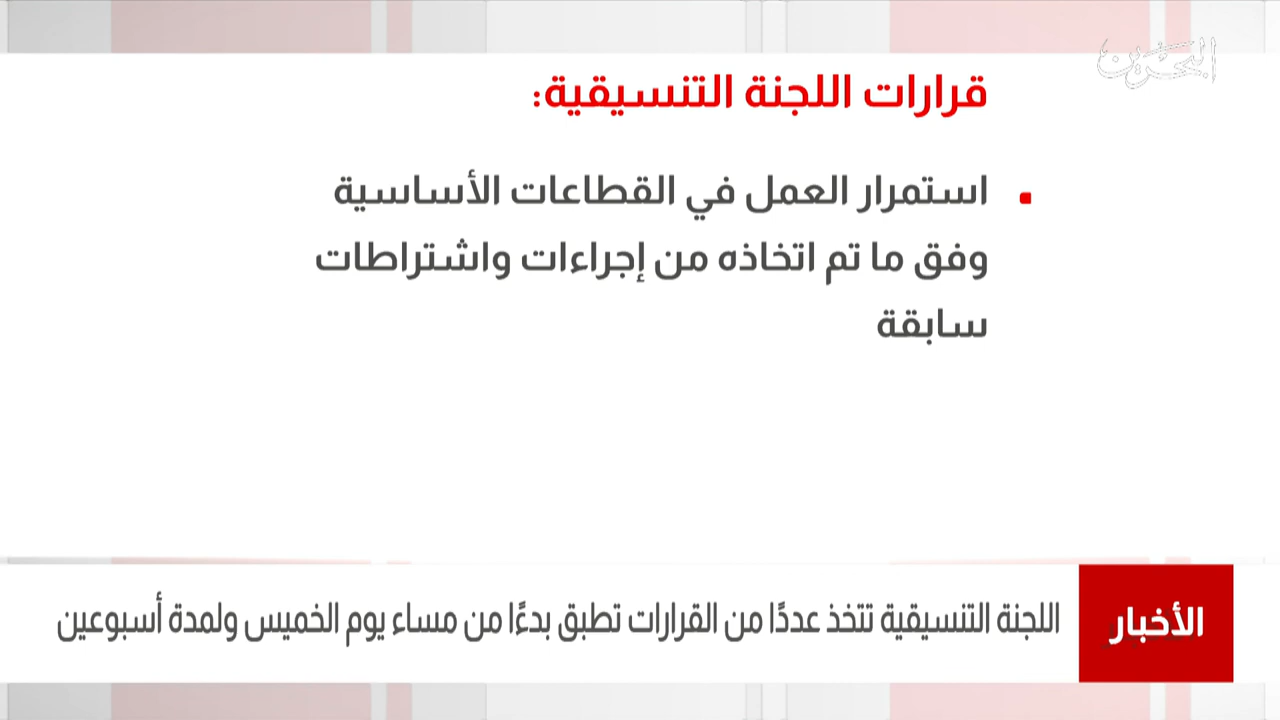 البحرين
قرارات اللجنة التنسيقية:
استمرار العمل في القطاعات الأساسية
وفق ما تم اتخاذه من إجراءات واشتراطات
سابقة
الأخبار
اللجنة التنسيقية تتخذ عددًا من القرارات تطبق بدءًا من مساء يوم الخميس ولمدة أسبوعين